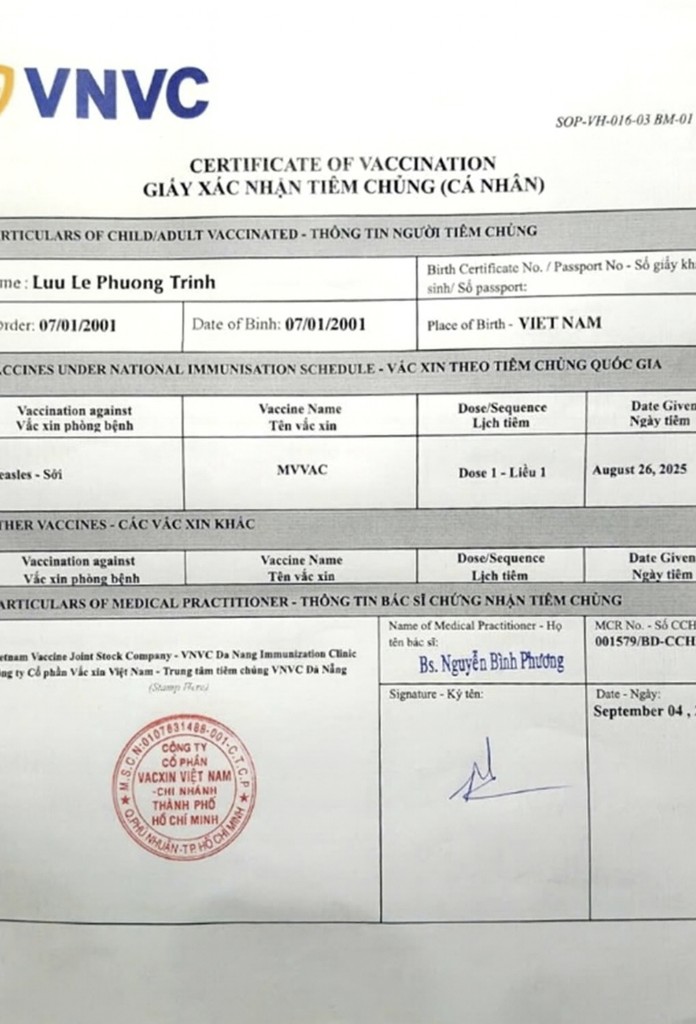 VNVC
SOP-VH-016-03 BM-01
CERTIFICATE OF VACCINATION
GIẤY XÁC NHẬN TIÊM CHỦNG (CÁ NHÂN)
RTICULARS OF CHILD/ADULT VACCINATED - THÔNG TIN NGƯỜI TIÊM CHỦNG
me : Luu Le Phuong Trinh
Birth Certificate No. / Passport No - Số giấy kh
sinh/ Số passport:
order: 07/01/2001
Date of Binh: 07/01/2001
Place of Birth - VIET NAM
CCINES UNDER NATIONAL IMMUNISATION SCHEDULE - VÁC XIN THEO TIÊM CHỦNG QUỐC GIA
Vaccination against
Vắc xin phòng bệnh
Vaccine Name
Tên vắc xin
Dose/Sequence
Lịch tiêm
Date Given
Ngày tiêm
easles - Sởi
MVVAC
Dose 1 - Liều 1
August 26, 2025
THER VACCINES - CÁC VẮC XIN KHÁC
Vaccination against
Vắc xin phòng bệnh
Vaccine Name
Tên vắc xin
Dose/Sequence
Lịch tiêm
Date Given
Ngày tiêm
ARTICULARS OF MEDICAL PRACTITIONER - THÔNG TIN BÁC SĨ CHỨNG NHẬN TIÊM CHỦNG
etnam Vaccine Joint Stock Company - VNVC Da Nang Immunization Clinic
ng ty Cổ phần Vắc xin Việt Nam - Trung tâm tiêm chủng VNVC Đà Nẵng
(Stamp Here)
Name of Medical Practitioner - Họ
tên bác sĩ:
Bs. Nguyễn Bình Phương
MCR No. - Số CCH
001579/BD-CCH
Signature - Ký tên:
Date - Ngày:
September 04 ,
M.S.C.N:0107631488-001-C.T.C.P
CÔNG TY
CỔ PHẦN
VACXIN VIỆT NAM
-CHI NHÁNH
THÀNH PHỐ
HỒ CHÍ MINH
Q.PHÚ NHUẬN-TP.HỒ CHÍ MINH